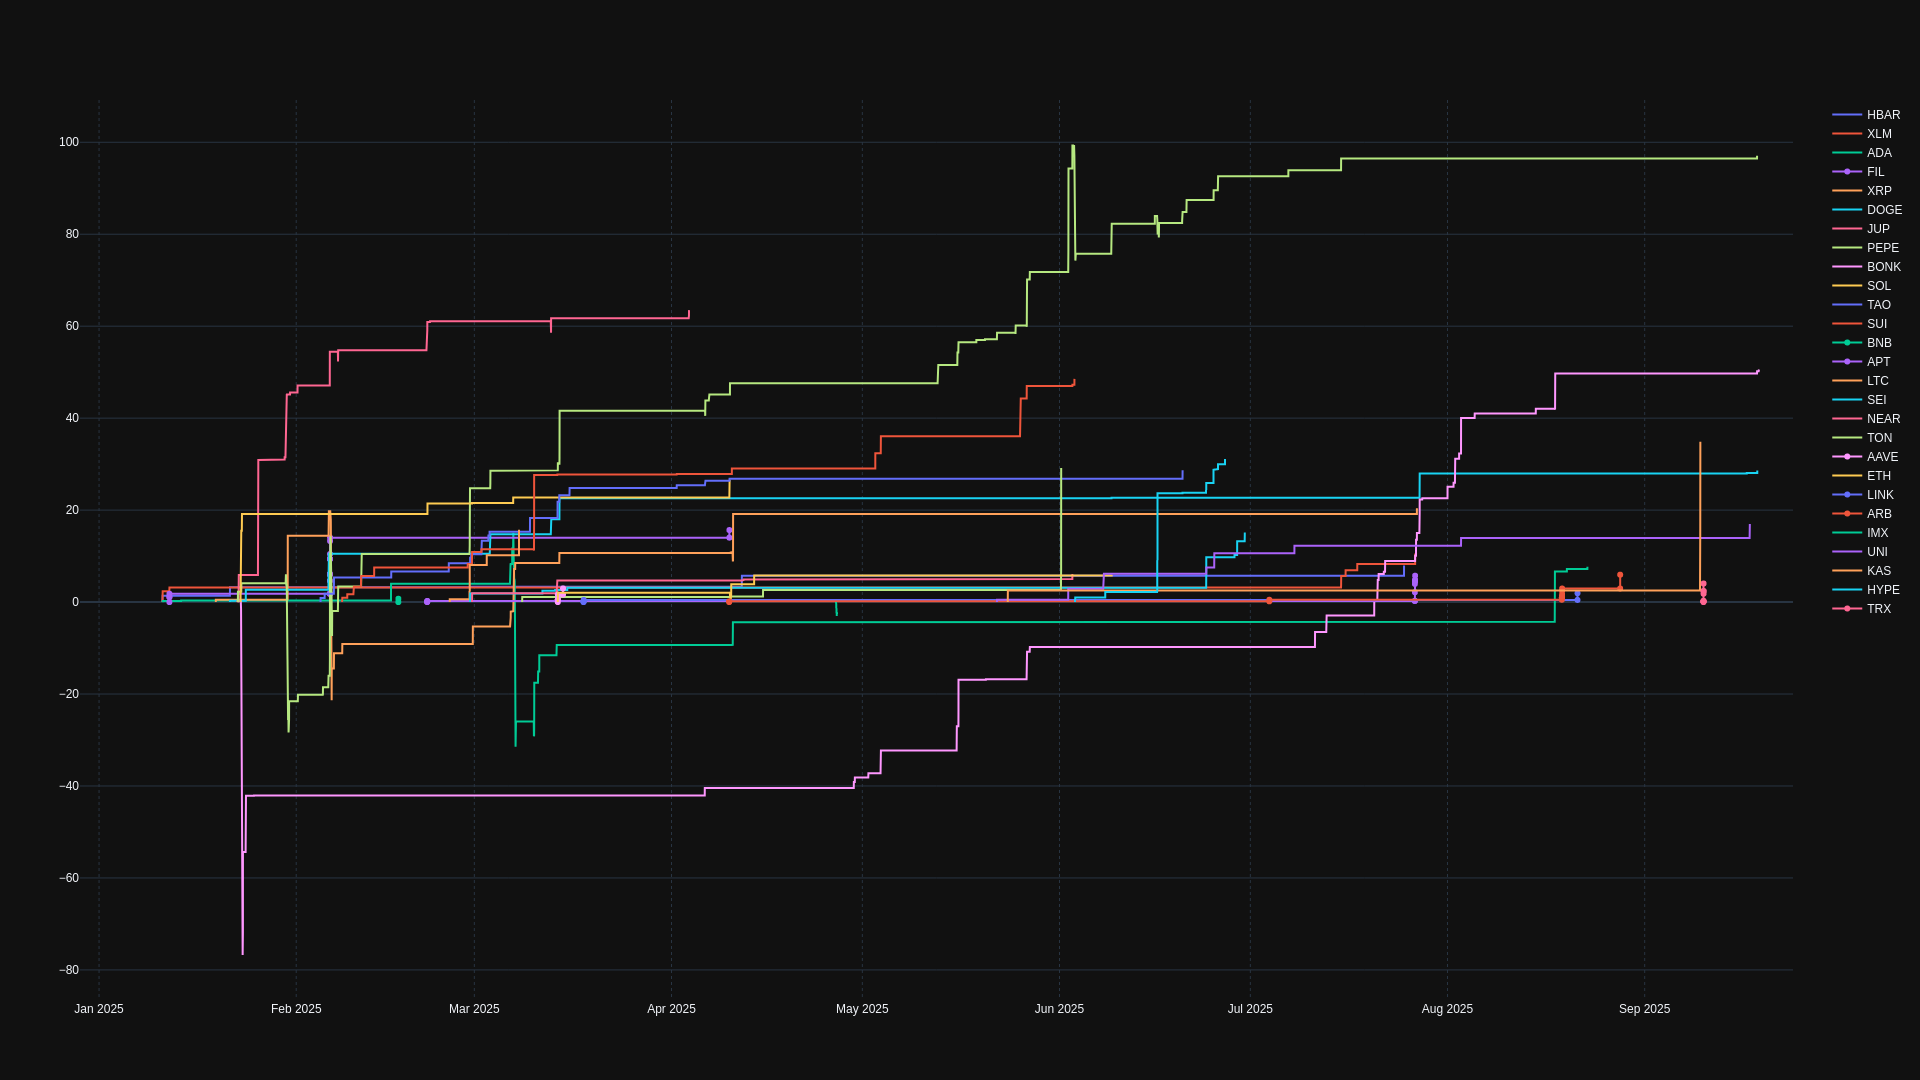 100
80
60
40
20
0
−20
−40
−60
−80
Jan 2025
Feb 2025
Mar 2025
Apr 2025
May 2025
Jun 2025
Jul 2025
Aug 2025
Sep 2025
HBAR
XLM
ADA
FIL
XRP
DOGE
JUP
PEPE
BONK
SOL
TAO
SUI
BNB
APT
LTC
SEI
NEAR
TON
AAVE
ETH
LINK
ARB
IMX
UNI
KAS
HYPE
TRX